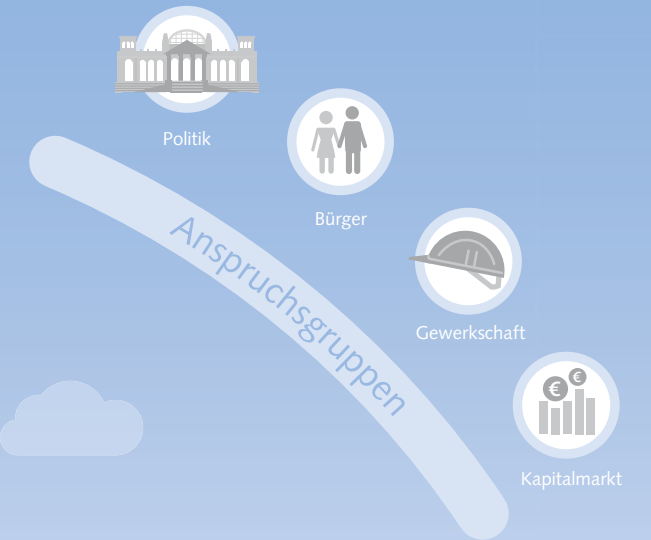 Politik
Bürger
Anspruchsgruppen
Gewerkschaft
€ €
Kapitalmarkt